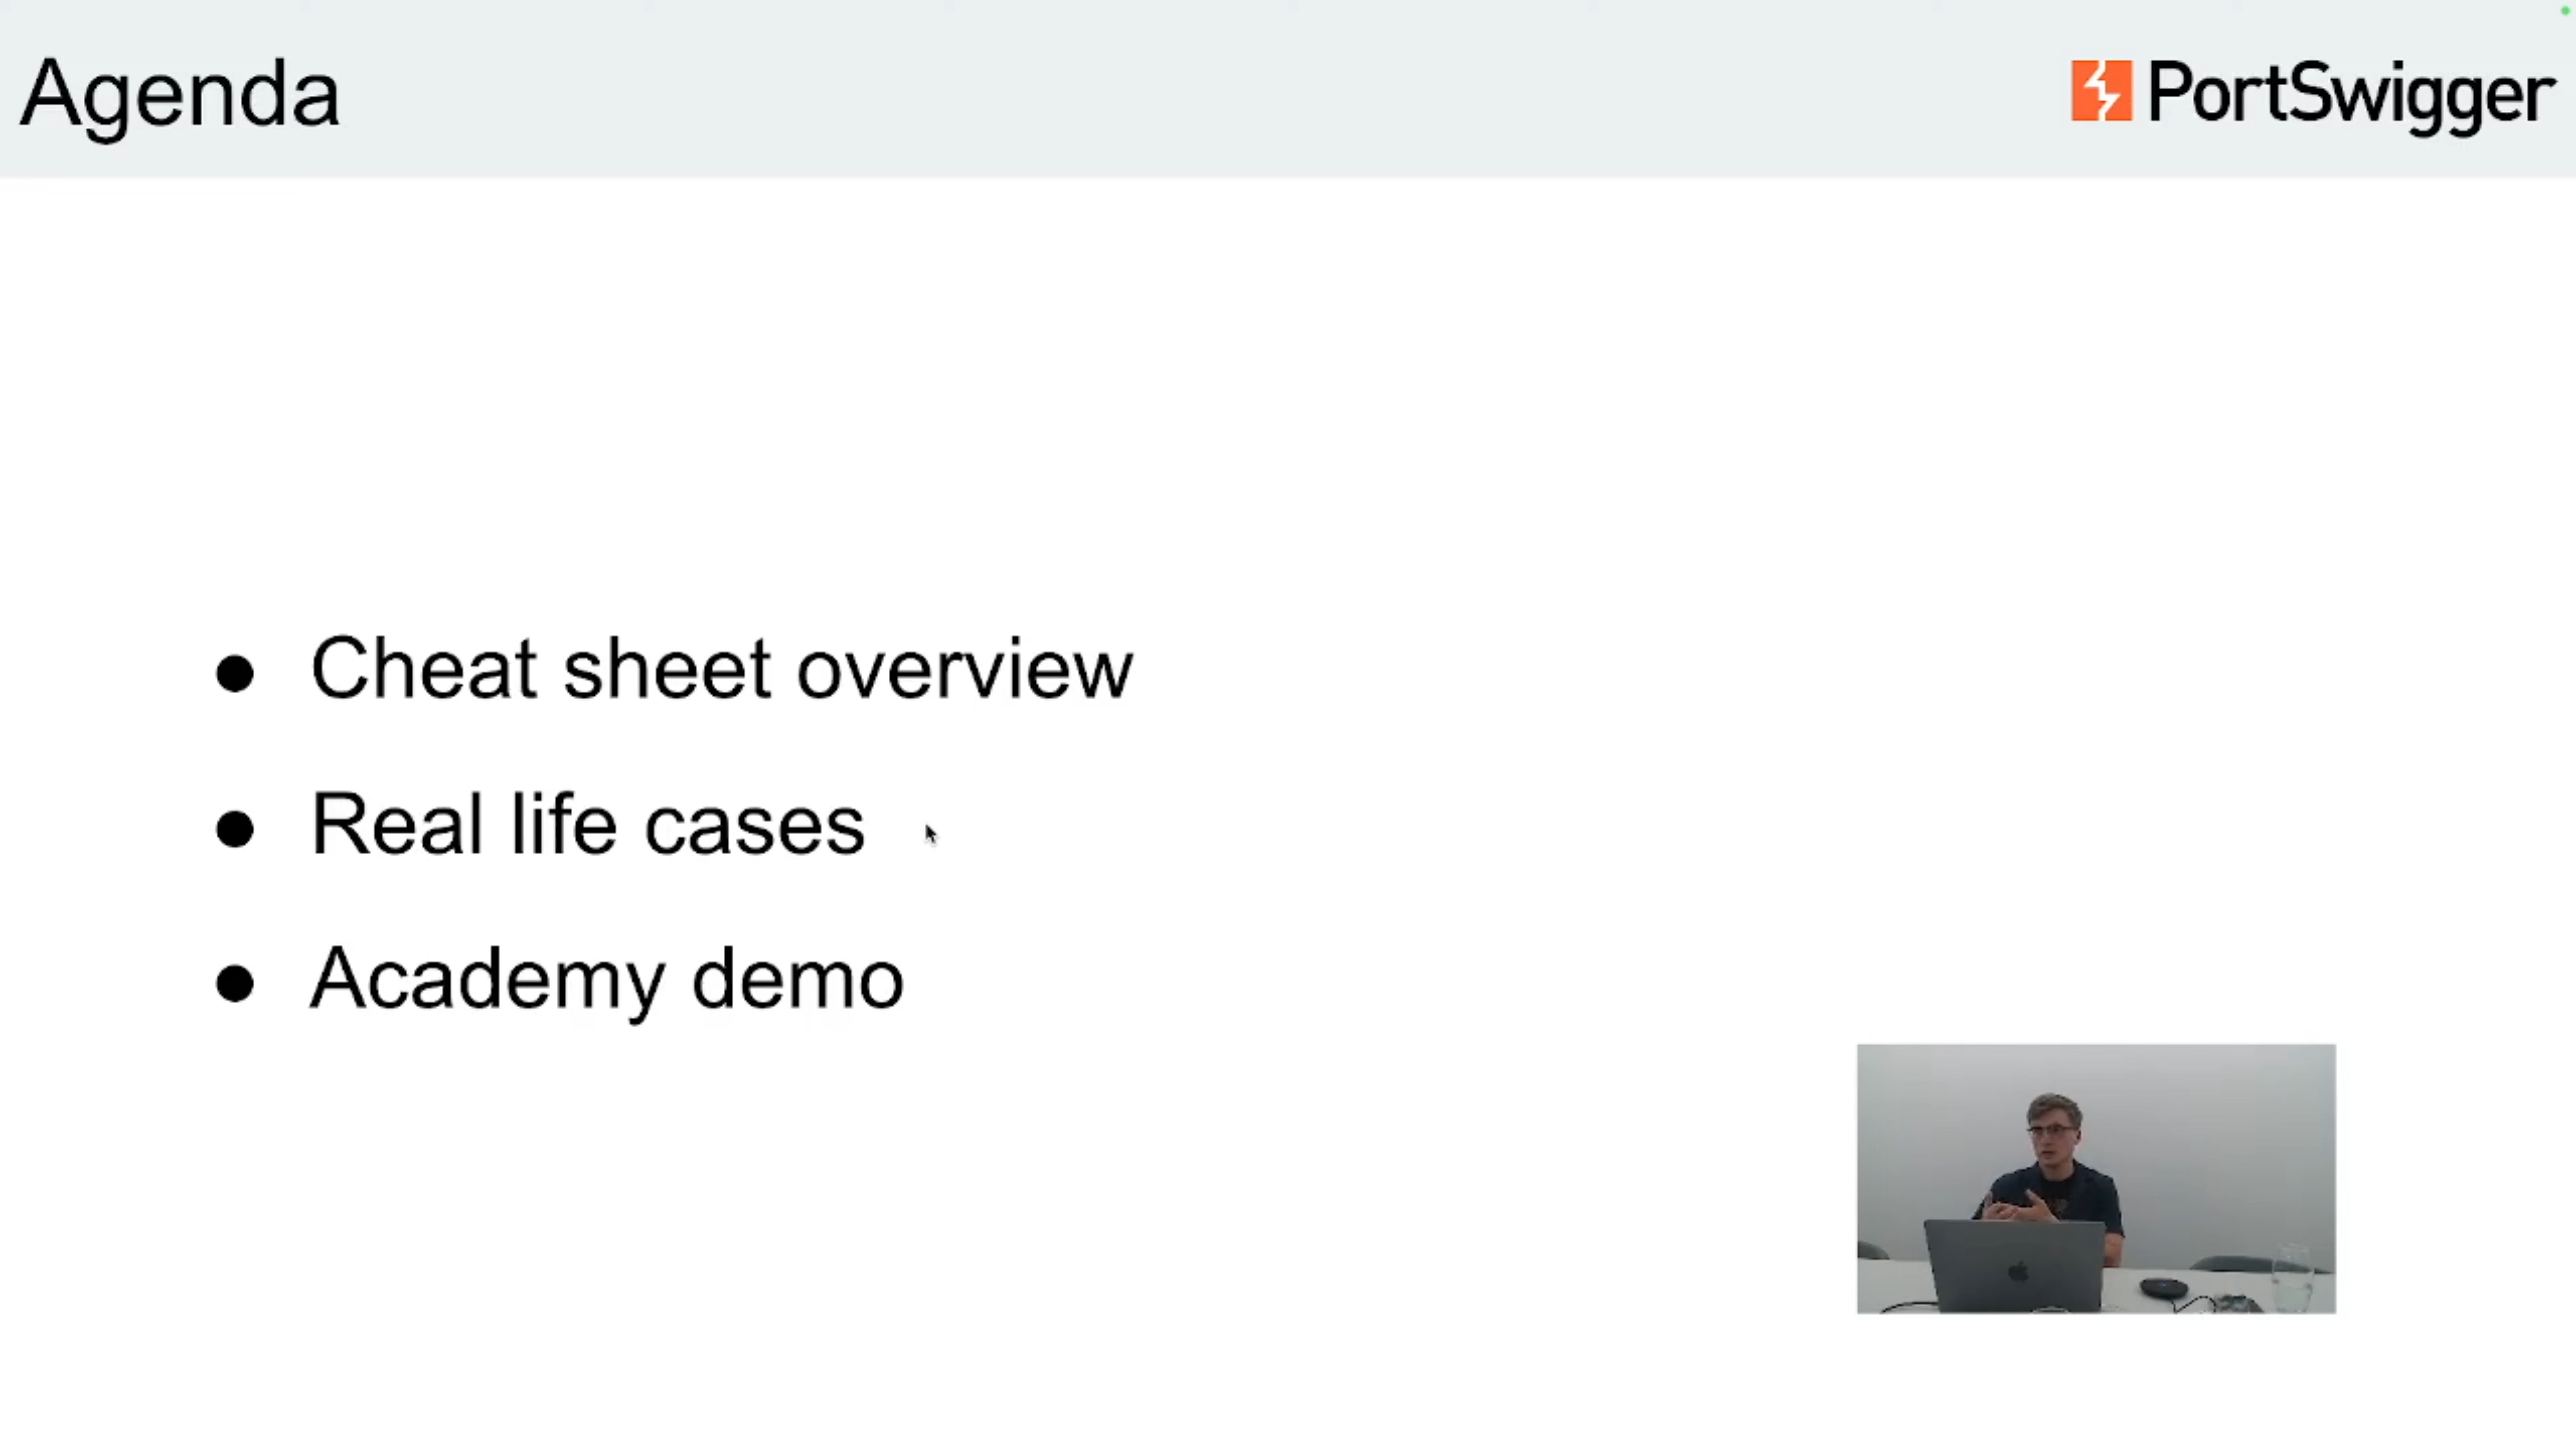 Agenda
PortSwigger
Cheat sheet overview
Real life cases
Academy demo